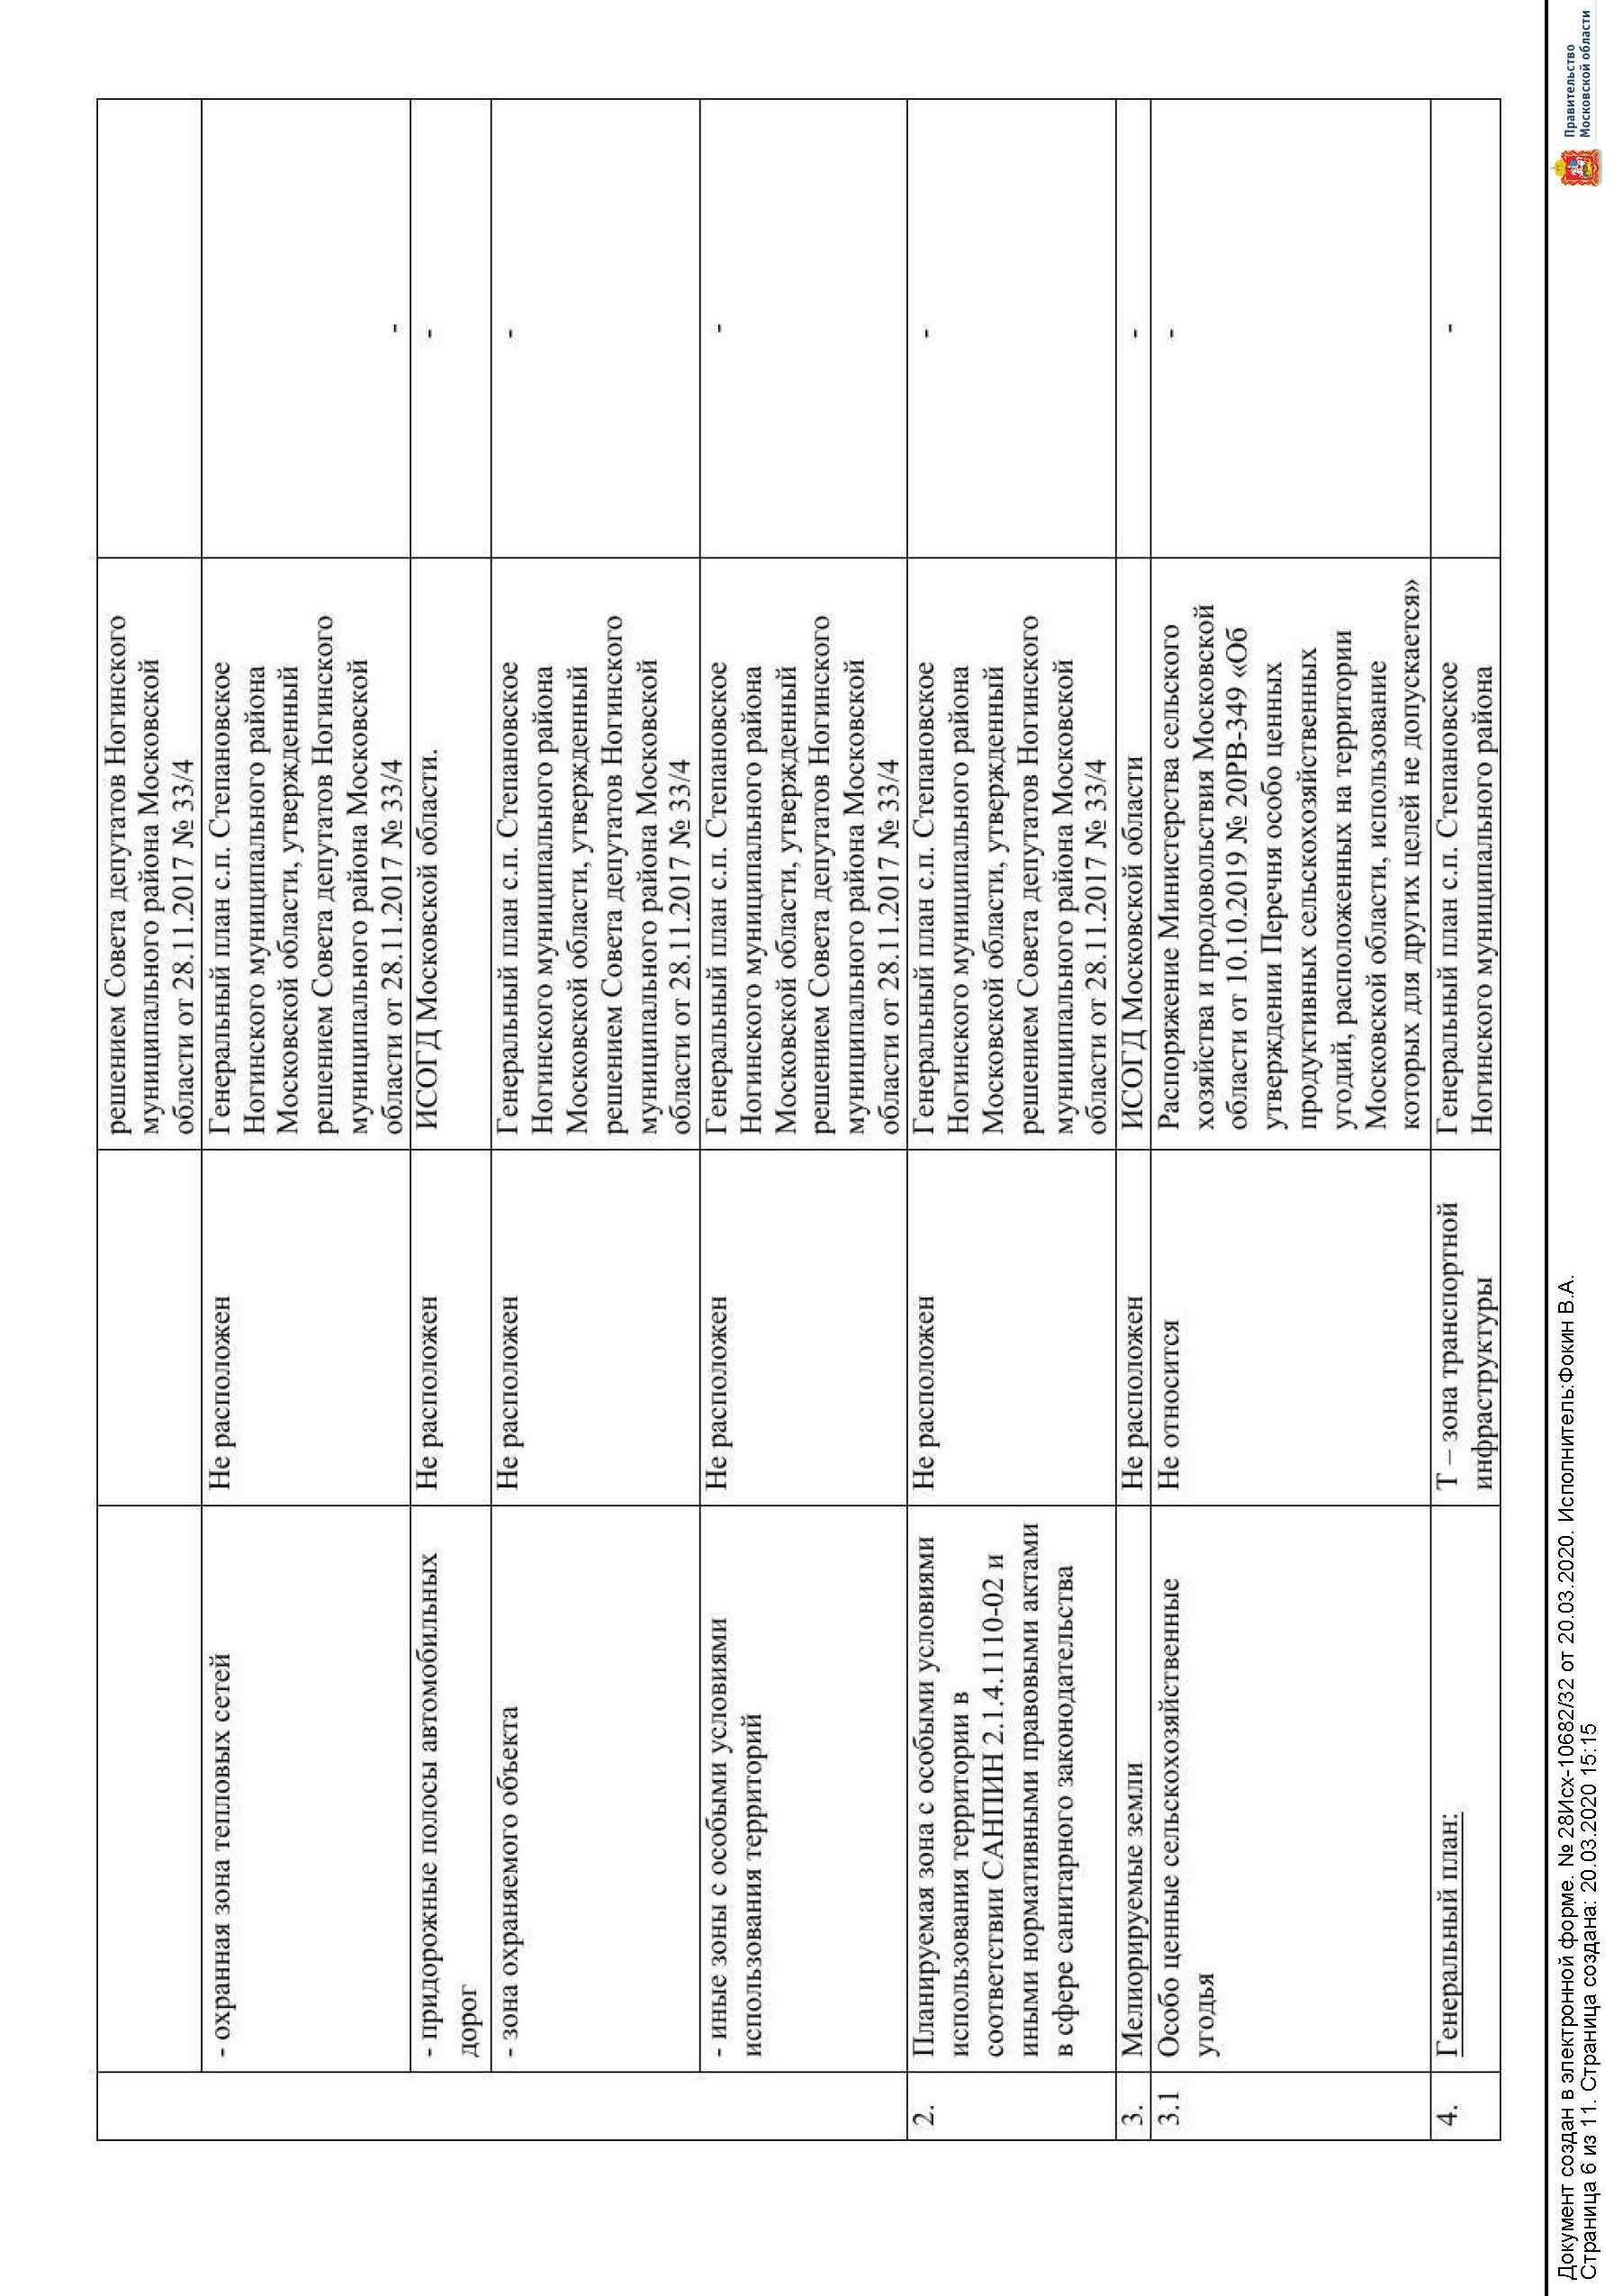 решением Совета депутатов Ногинского
муниципального района Московской
области от 28.11.2017 № 33/4
- охранная зона тепловых сетей
Не расположен
Генеральный план с.п. Степановское
Ногинского муниципального района
Московской области, утвержденный
решением Совета депутатов Ногинского
муниципального района Московской
области от 28.11.2017 № 33/4
-
- придорожные полосы автомобильных
дорог
Не расположен
ИСОГД Московской области.
-
- зона охраняемого объекта
Не расположен
Генеральный план с.п. Степановское
Ногинского муниципального района
Московской области, утвержденный
решением Совета депутатов Ногинского
муниципального района Московской
области от 28.11.2017 № 33/4
-
- иные зоны с особыми условиями
использования территорий
Не расположен
Генеральный план с.п. Степановское
Ногинского муниципального района
Московской области, утвержденный
решением Совета депутатов Ногинского
муниципального района Московской
области от 28.11.2017 № 33/4
-
2.
Планируемая зона с особыми условиями
использования территории в
соответствии САНПИН 2.1.4.1110-02 и
иными нормативными правовыми актами
в сфере санитарного законодательства
Не расположен
Генеральный план с.п. Степановское
Ногинского муниципального района
Московской области, утвержденный
решением Совета депутатов Ногинского
муниципального района Московской
области от 28.11.2017 № 33/4
-
3.
Мелиорируемые земли
Не расположен
ИСОГД Московской области
-
3.1
Особо ценные сельскохозяйственные
угодья
Не относится
Распоряжение Министерства сельского
хозяйства и продовольствия Московской
области от 10.10.2019 № 20РВ-349 «Об
утверждении Перечня особо ценных
продуктивных сельскохозяйственных
угодий, расположенных на территории
Московской области, использование
которых для других целей не допускается»
-
4.
Генеральный план:
Т – зона транспортной
инфраструктуры
Генеральный план с.п. Степановское
Ногинского муниципального района
-
Документ создан в электронной форме. № 28Исх-10682/32 от 20.03.2020. Исполнитель:Фокин В.А.
Страница 6 из 11. Страница создана: 20.03.2020 15:15
Правительство
Московской области